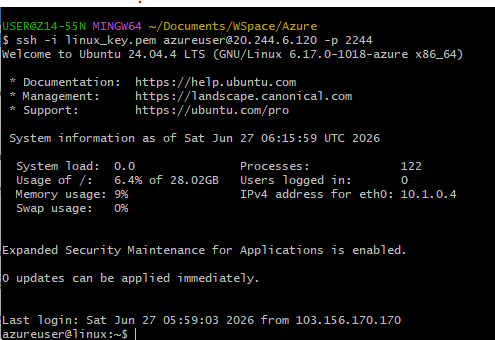 USER@Z14-55N MINGW64 ~/Documents/WSpace/Azure
$ ssh -i linux_key.pem azureuser@20.244.6.120 -p 2244
Welcome to Ubuntu 24.04.4 LTS (GNU/Linux 6.17.0-1018-azure x86_64)
* Documentation: https://help.ubuntu.com
* Management: https://landscape.canonical.com
* Support: https://ubuntu.com/pro
System information as of Sat Jun 27 06:15:59 UTC 2026
System load: 0.0 Processes: 122
Usage of /: 6.4% of 28.02GB Users logged in: 0
Memory usage: 9% IPv4 address for eth0: 10.1.0.4
Swap usage: 0%
Expanded Security Maintenance for Applications is enabled.
0 updates can be applied immediately.
Last login: Sat Jun 27 05:59:03 2026 from 103.156.170.170
azureuser@linux:~$